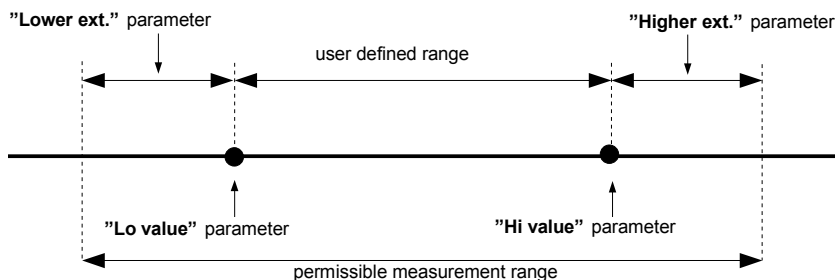 ”Lower ext.” parameter
”Higher ext.” parameter
user defined range
”Lo value” parameter
”Hi value” parameter
permissible measurement range